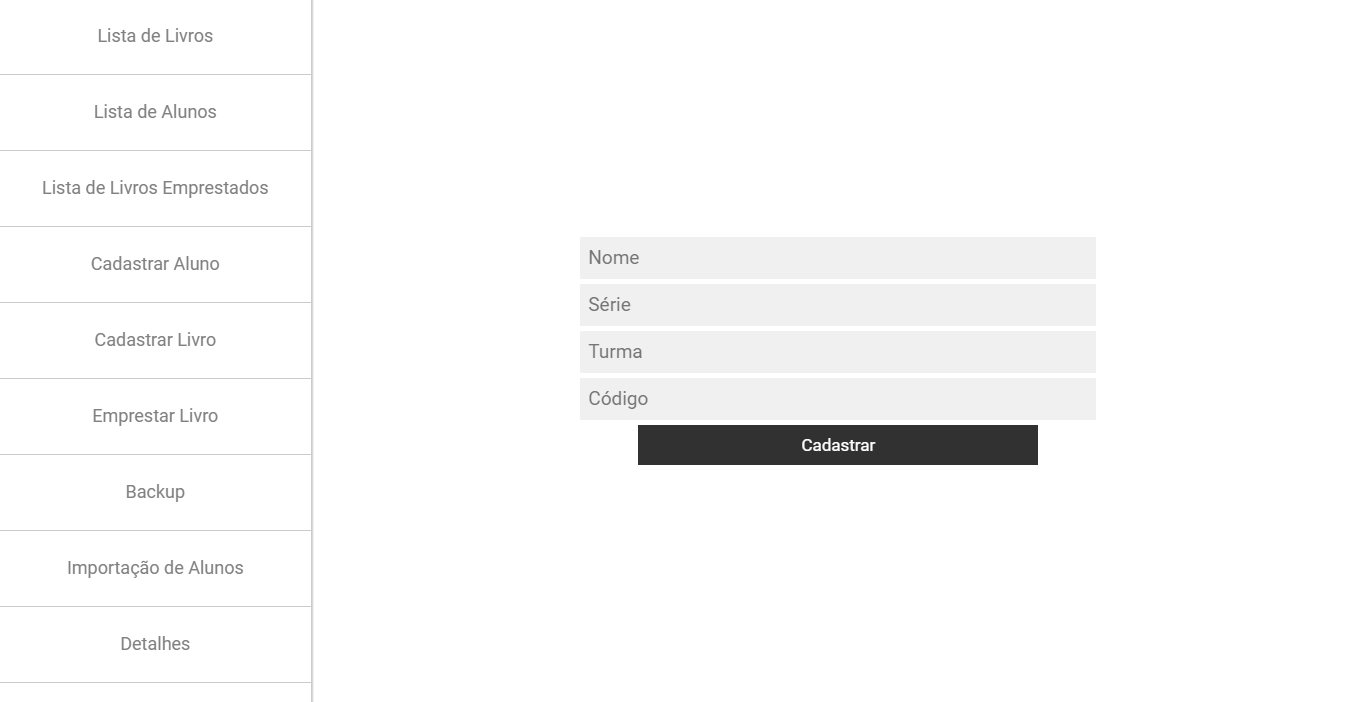 Lista de Livros
Lista de Alunos
Lista de Livros Emprestados
Cadastrar Aluno
Cadastrar Livro
Emprestar Livro
Backup
Importação de Alunos
Detalhes
Nome
Série
Turma
Código
Cadastrar